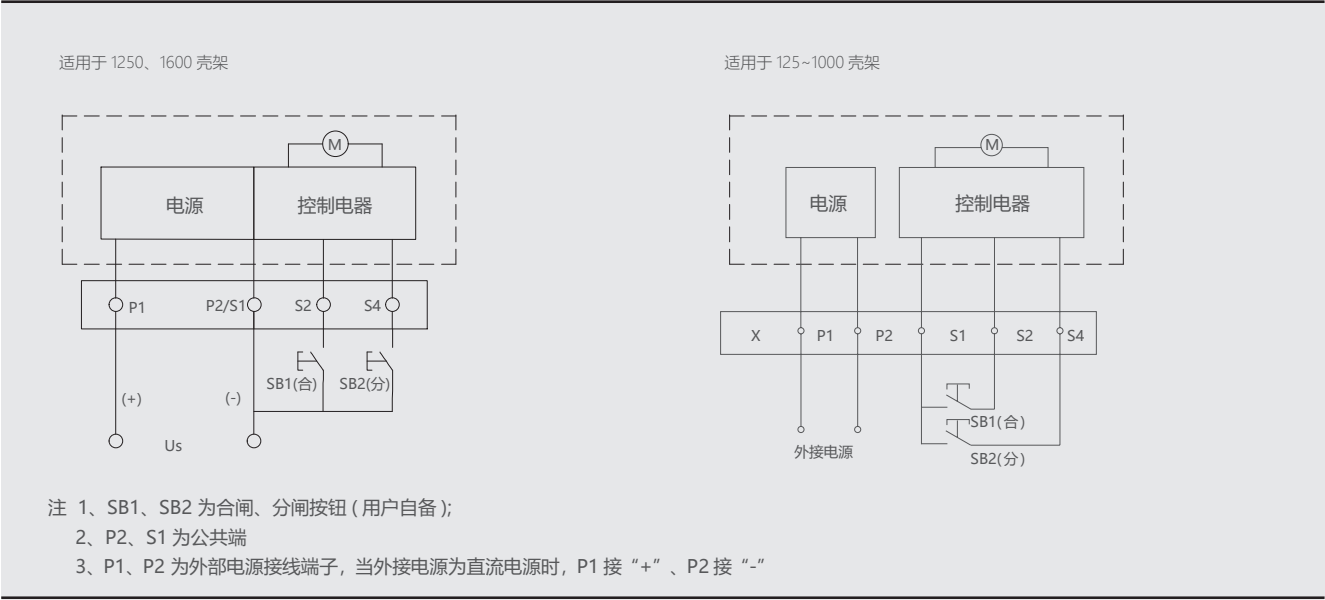 适用于 1250、1600 壳架
M
电源
控制电器
P1
P2/S1
S2
S4
SB1(合)
SB2(分)
(+)
(-)
Us
适用于 125~1000 壳架
M
电源
控制电器
X
P1
P2
S1
S2
S4
SB1(合)
外接电源
SB2(分)
注 1、SB1、SB2 为合闸、分闸按钮 ( 用户自备 );
2、P2、S1 为公共端
3、P1、P2 为外部电源接线端子，当外接电源为直流电源时，P1 接“+”、P2 接“-”